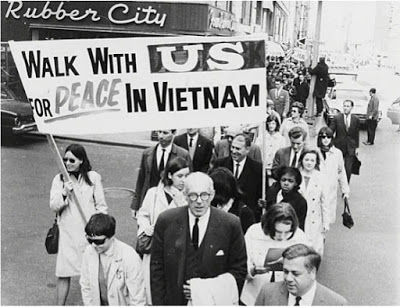 RUBBER CITY
WALK WITH US
FOR PEACE IN VIETNAM